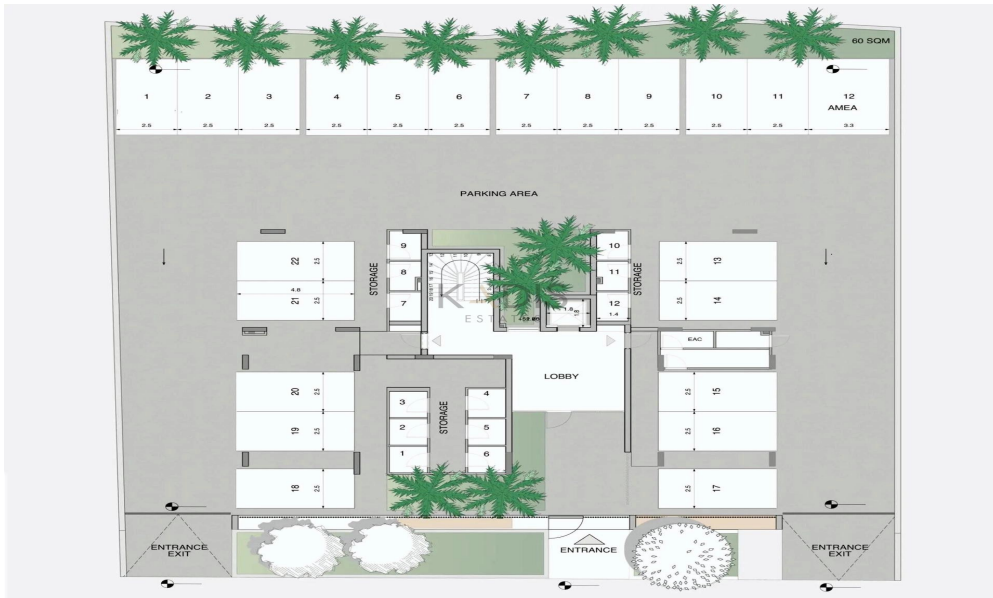 60 SQM
1 2 3 4 5 6 7 8 9 10 11 12
AMEA
2.5 2.5 2.5 2.5 2.5 2.5 2.5 2.5 2.5 2.5 2.5 3.3
PARKING AREA
9 10
22 2.5 8 STORAGE 11 STORAGE 2.5 13
4.8
21 2.5 7 12 2.5 14
1.4
ESTAT
1.8
EAC
LOBBY
20 2.5 3 4 2.5 15
STORAGE
19 2.5 2 5 2.5 16
1 6
18 2.5 2.5 17
ENTRANCE
EXIT
ENTRANCE
ENTRANCE
EXIT